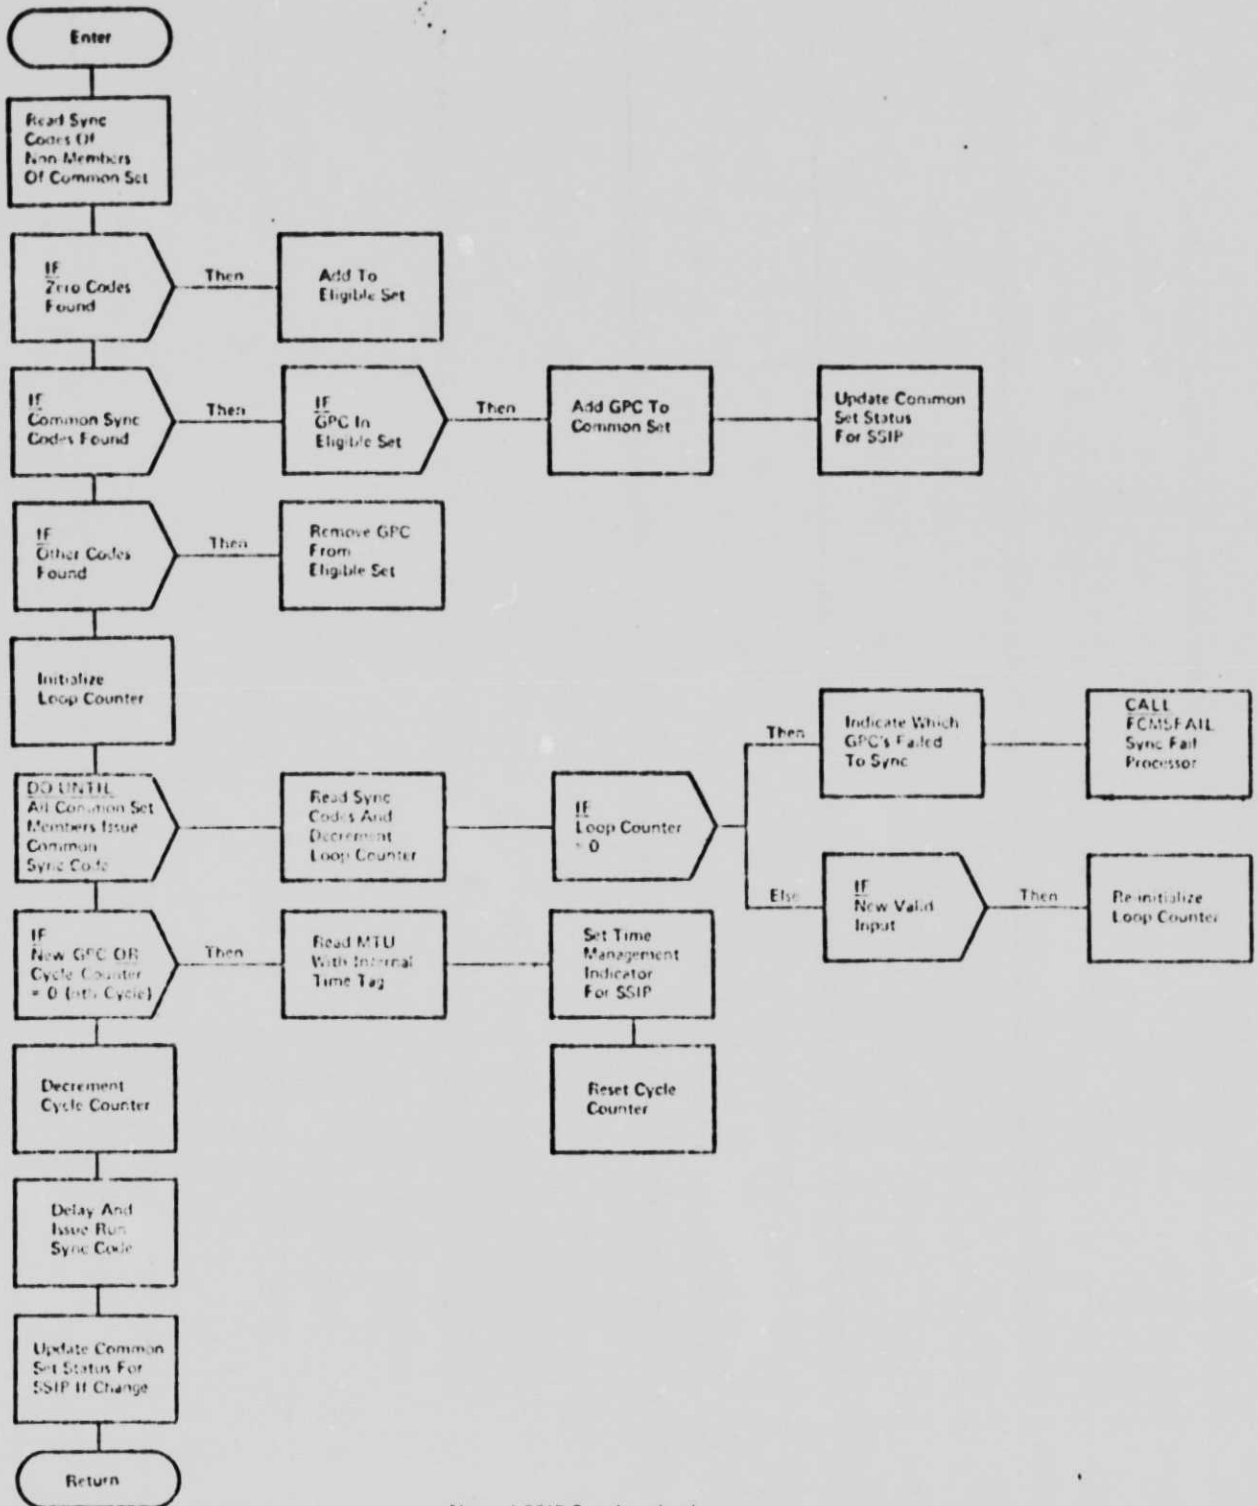 Enter
Read Sync
Codes Of
Non Members
Of Common Set
IF
Zero Codes
Found
Then
Add To
Eligible Set
IF
Common Sync
Codes Found
Then
IF
GPC In
Eligible Set
Then
Add GPC To
Common Set
Update Common
Set Status
For SSIP
IF
Other Codes
Found
Then
Remove GPC
From
Eligible Set
Initialize
Loop Counter
DO UNTIL
All Common Set
Members Issue
Common
Sync Code
Read Sync
Codes And
Decrement
Loop Counter
IF
Loop Counter
= 0
Then
Indicate Which
GPC's Failed
To Sync
CALL
FCMSFAIL
Sync Fail
Processor
Else
IF
New Valid
Input
Then
Re-initialize
Loop Counter
IF
New GPC OR
Cycle Counter
= 0 (nth Cycle)
Then
Read MTU
With Internal
Time Tag
Set Time
Management
Indicator
For SSIP
Reset Cycle
Counter
Decrement
Cycle Counter
Delay And
Issue Run
Sync Code
Update Common
Set Status For
SSIP If Change
Return